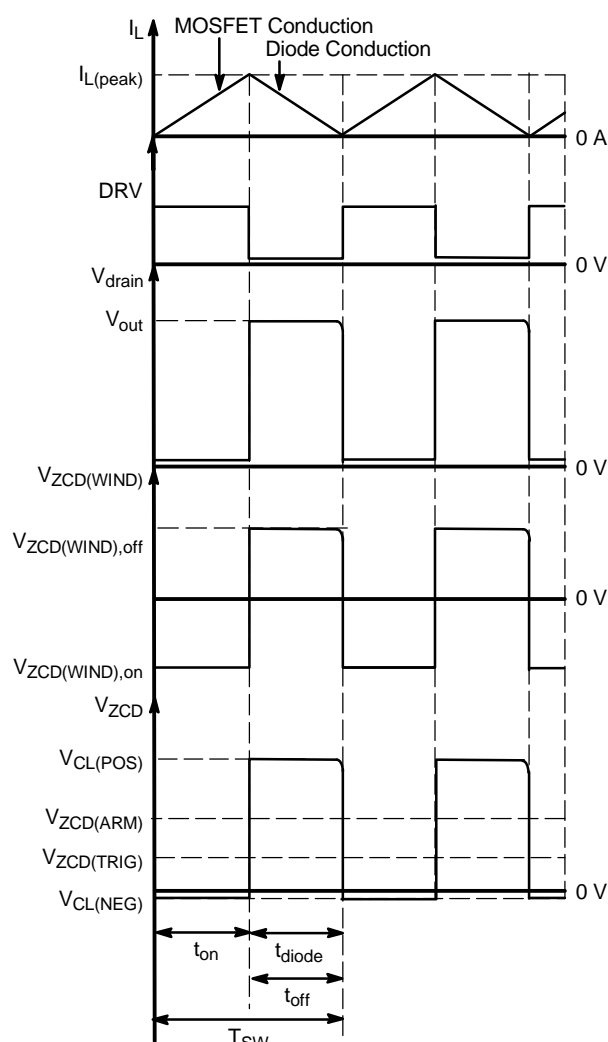 I_L
MOSFET Conduction
Diode Conduction
I_L(peak)
0 A
DRV
0 V
V_drain
V_out
0 V
V_ZCD(WIND)
V_ZCD(WIND),off
0 V
V_ZCD(WIND),on
V_ZCD
V_CL(POS)
V_ZCD(ARM)
V_ZCD(TRIG)
0 V
V_CL(NEG)
t_on
t_diode
t_off
T_SW